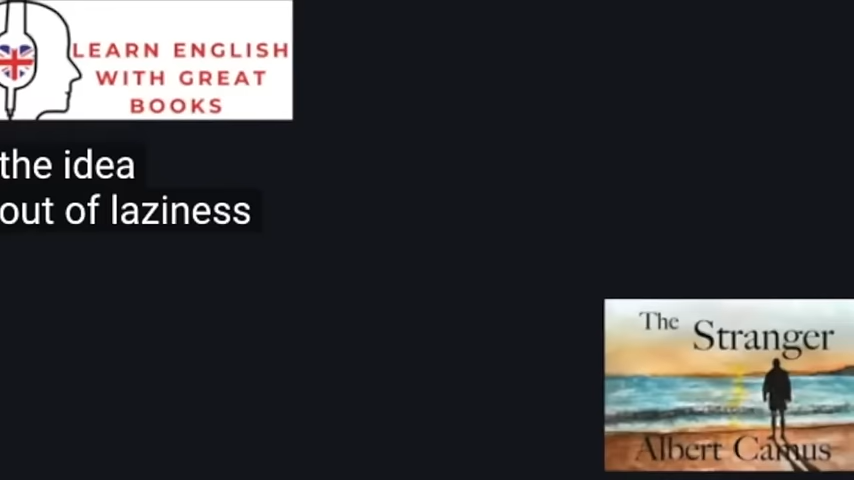 LEARN ENGLISH
WITH GREAT
BOOKS
the idea
out of laziness
The Stranger
Albert Camus